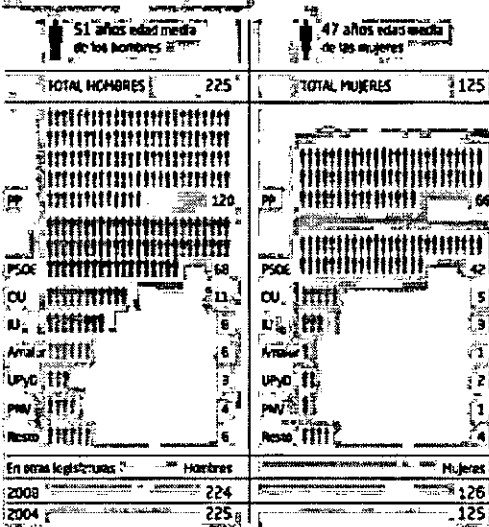 51 años edad media
de los hombres
47 años edad media
de las mujeres
TOTAL HOMBRES 225
TOTAL MUJERES 125
PP 120
PP 66
PSOE 68
PSOE 42
CiU 11
CiU 5
IU 8
IU 3
Amaiur 6
Amaiur 1
UPyD 3
UPyD 2
PNV 4
PNV 1
Resto 6
Resto 4
En otras legislaturas Hombres
Mujeres
2008 224
126
2004 225
125